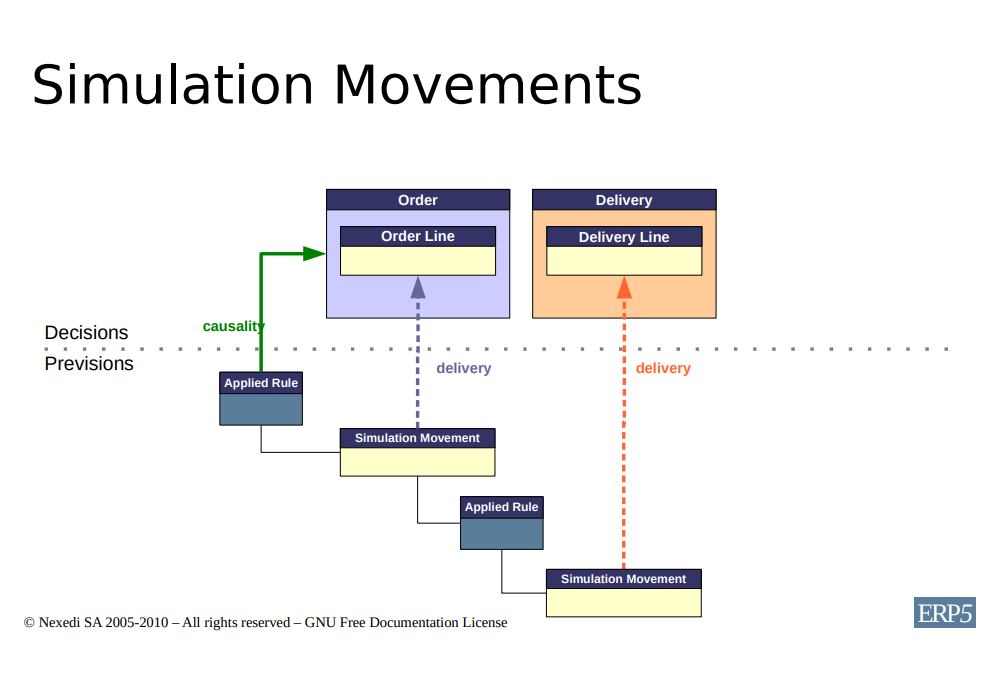 Simulation Movements
Order
Delivery
Order Line
Delivery Line
causality
Decisions
Previsions
delivery
delivery
Applied Rule
Simulation Movement
Applied Rule
Simulation Movement
© Nexedi SA 2005-2010 – All rights reserved – GNU Free Documentation License
ERP5